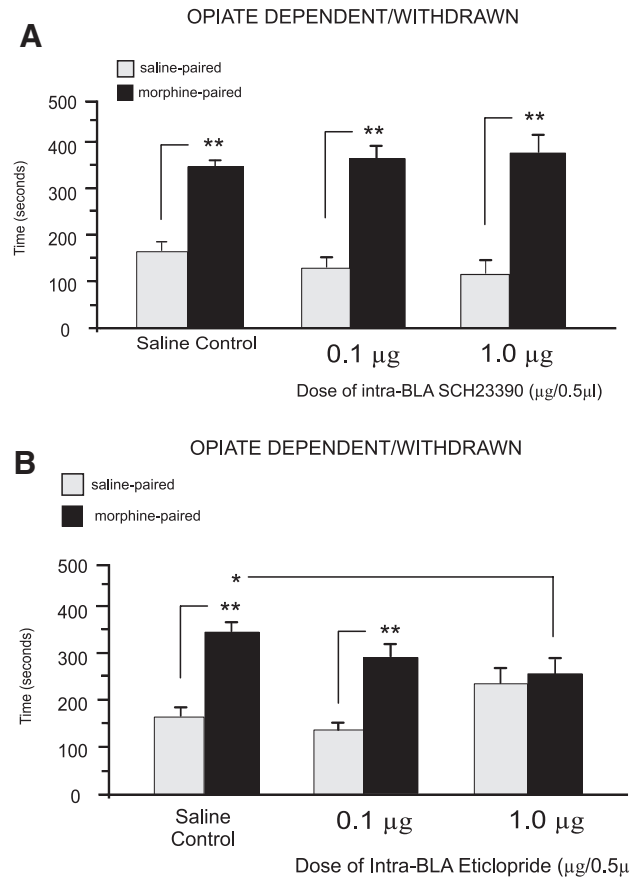 A
OPIATE DEPENDENT/WITHDRAWN
saline-paired
morphine-paired
Time (seconds)
500
400
300
200
100
0
**
**
**
Saline Control
0.1 µg
1.0 µg
Dose of intra-BLA SCH23390 (µg/0.5µl)
B
OPIATE DEPENDENT/WITHDRAWN
saline-paired
morphine-paired
Time (seconds)
500
400
300
200
100
0
*
**
**
Saline
Control
0.1 µg
1.0 µg
Dose of Intra-BLA Eticlopride (µg/0.5µ